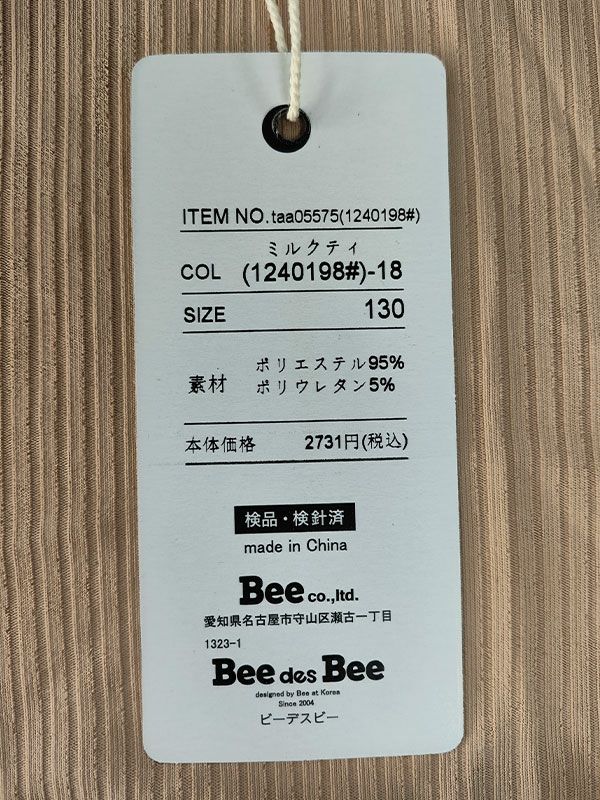 ITEM NO.taa05575(1240198#)
ミルクティ
COL (1240198#)-18
SIZE 130
素材 ポリエステル95%
ポリウレタン5%
本体価格 2731円(税込)
検品・検針済
made in China
Bee co.,ltd.
愛知県名古屋市守山区瀬古一丁目
1323-1
Bee des Bee
designed by Bee at Korea
Since 2004
ビーデスビー